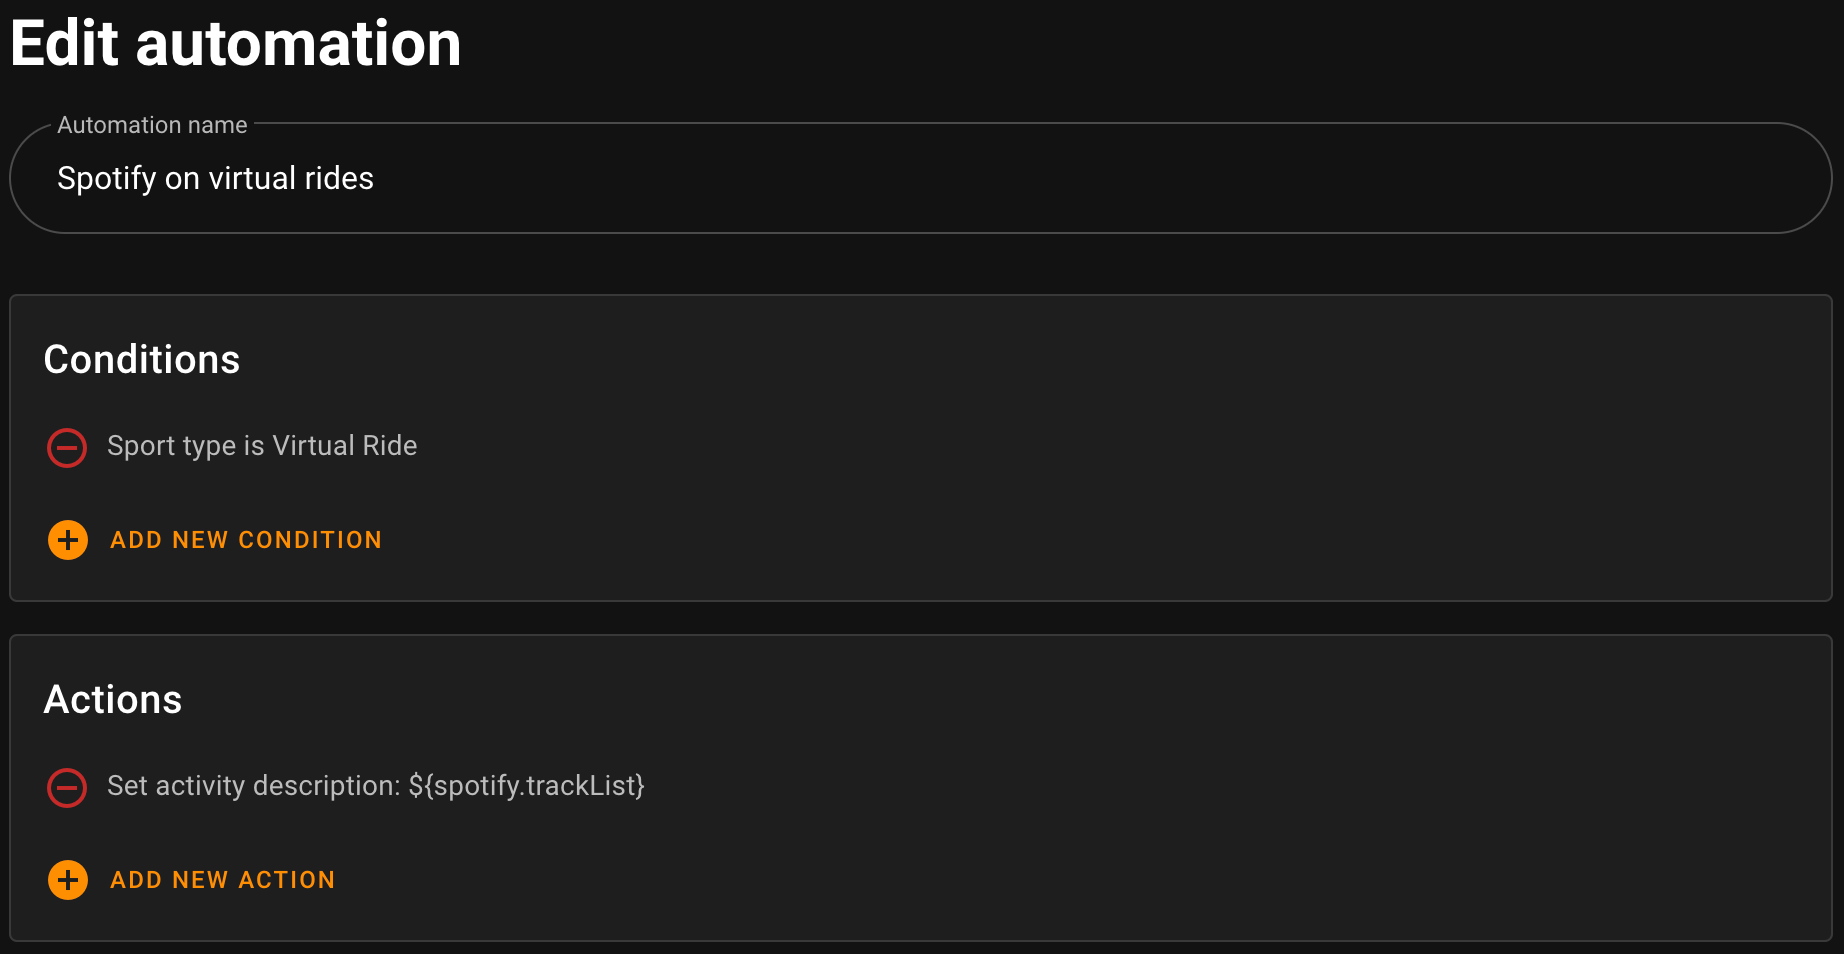 Edit automation
Automation name
Spotify on virtual rides
Conditions
Sport type is Virtual Ride
ADD NEW CONDITION
Actions
Set activity description: ${spotify.trackList}
ADD NEW ACTION